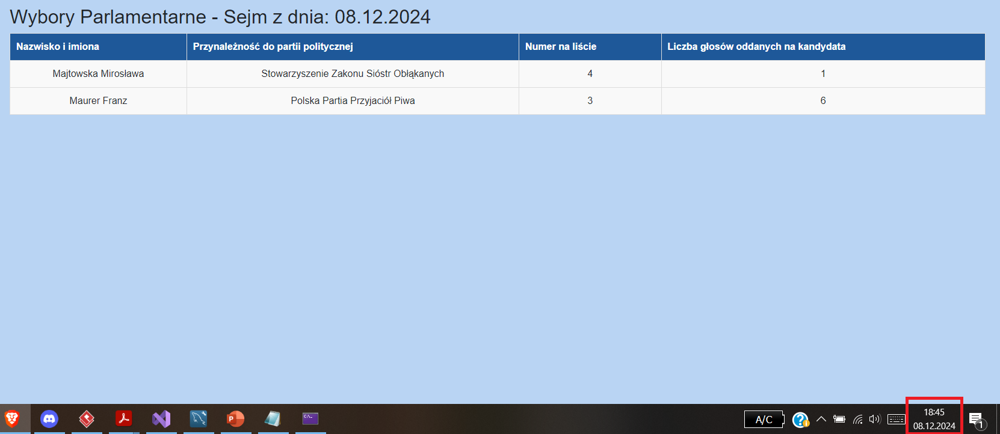 Wybory Parlamentarne - Sejm z dnia: 08.12.2024
Nazwisko i imiona Przynależność do partii politycznej Numer na liście Liczba głosów oddanych na kandydata
Majtowska Mirosława Stowarzyszenie Zakonu Sióstr Obłąkanych 4 1
Maurer Franz Polska Partia Przyjaciół Piwa 3 6
A/C
18:45
08.12.2024
1